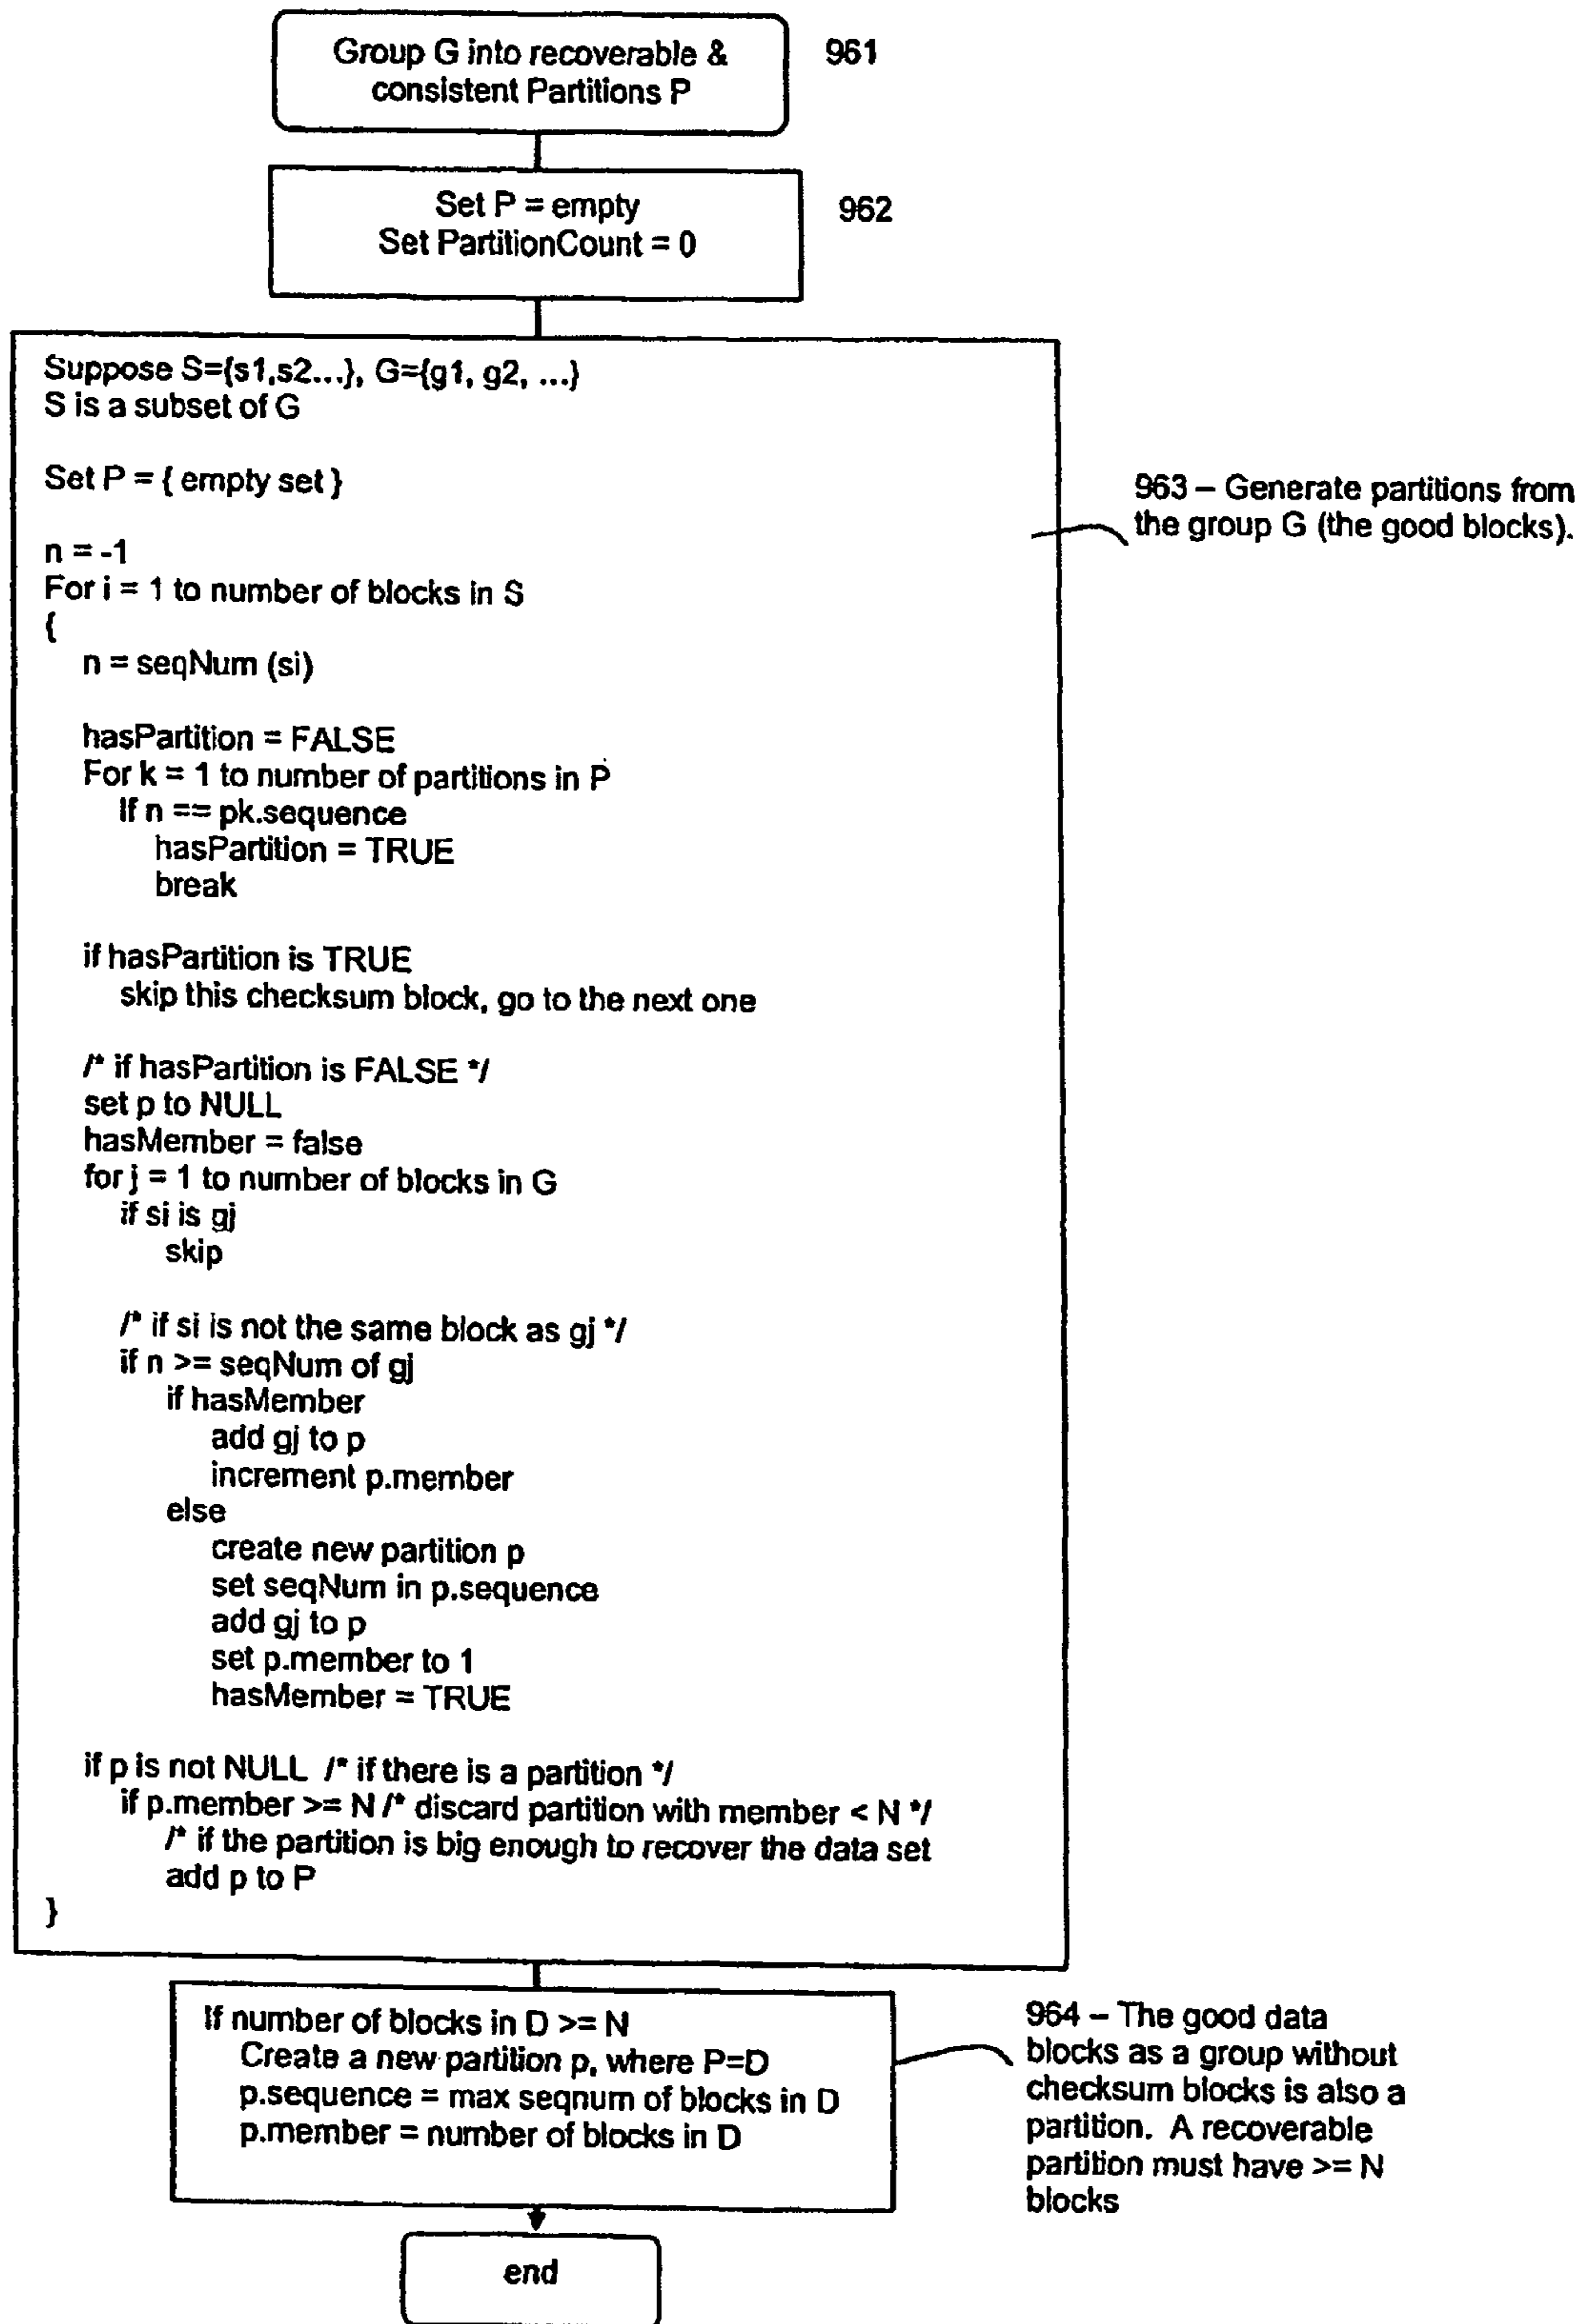 Group G into recoverable &
consistent Partitions P
961
Set P = empty
Set PartitionCount = 0
962
Suppose S={s1,s2...}, G={g1, g2, ...}
S is a subset of G
Set P = { empty set }
n = -1
For i = 1 to number of blocks in S
{
n = seqNum (si)
hasPartition = FALSE
For k = 1 to number of partitions in P
If n == pk.sequence
hasPartition = TRUE
break
if hasPartition is TRUE
skip this checksum block, go to the next one
/* if hasPartition is FALSE */
set p to NULL
hasMember = false
for j = 1 to number of blocks in G
if si is gj
skip
/* if si is not the same block as gj */
if n >= seqNum of gj
if hasMember
add gj to p
increment p.member
else
create new partition p
set seqNum in p.sequence
add gj to p
set p.member to 1
hasMember = TRUE
if p is not NULL /* if there is a partition */
if p.member >= N /* discard partition with member < N */
/* if the partition is big enough to recover the data set
add p to P
}
963 – Generate partitions from
the group G (the good blocks).
If number of blocks in D >= N
Create a new partition p, where P=D
p.sequence = max seqnum of blocks in D
p.member = number of blocks in D
964 – The good data
blocks as a group without
checksum blocks is also a
partition. A recoverable
partition must have >= N
blocks
end